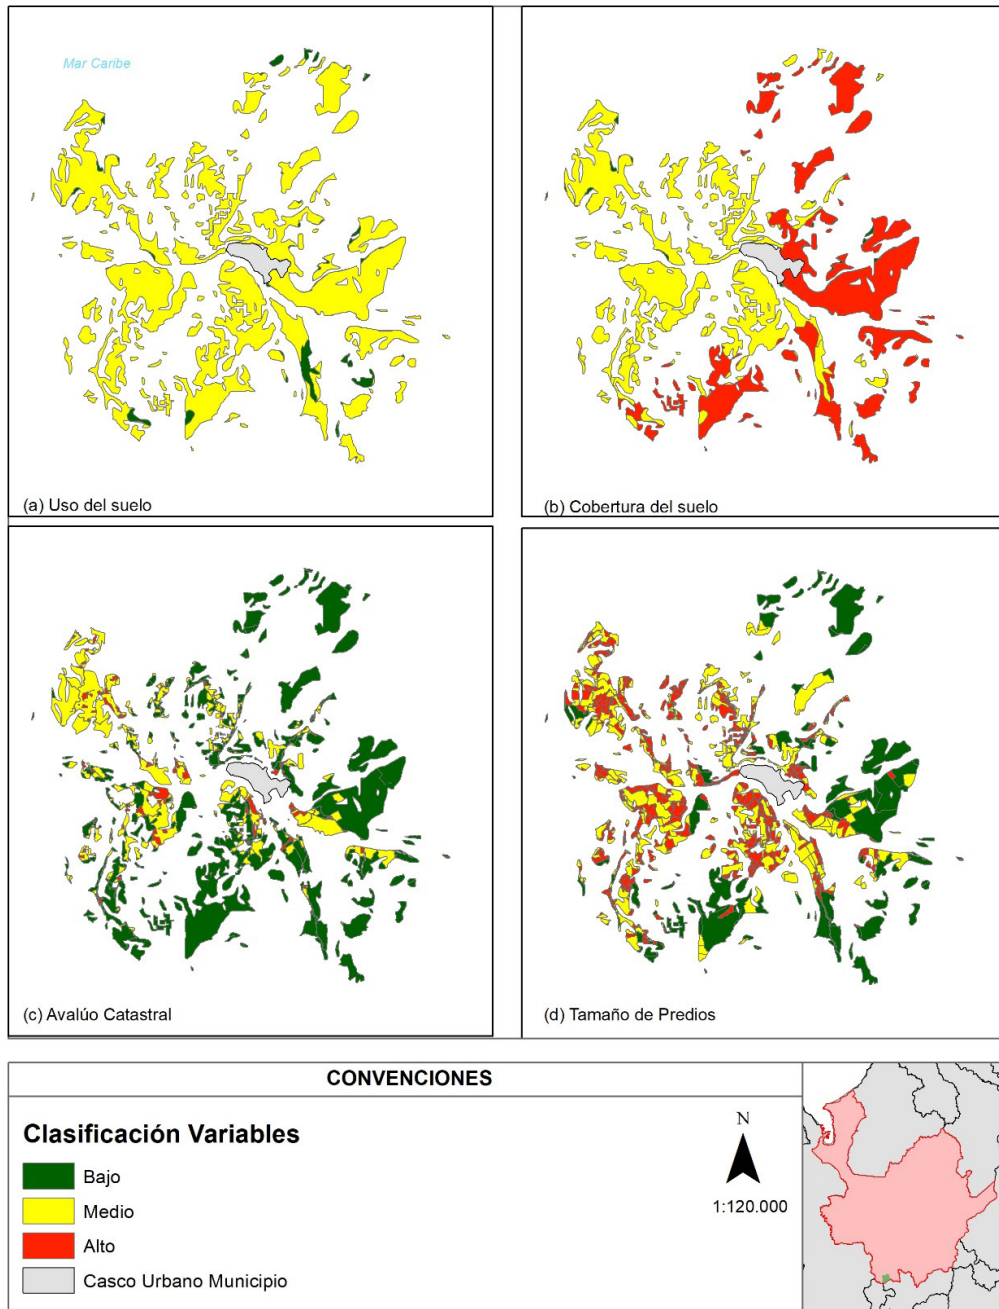 Mar Caribe
(a) Uso del suelo
(b) Cobertura del suelo
(c) Avalúo Catastral
(d) Tamaño de Predios
CONVENCIONES
Clasificación Variables
Bajo
Medio
Alto
Casco Urbano Municipio
N
1:120.000